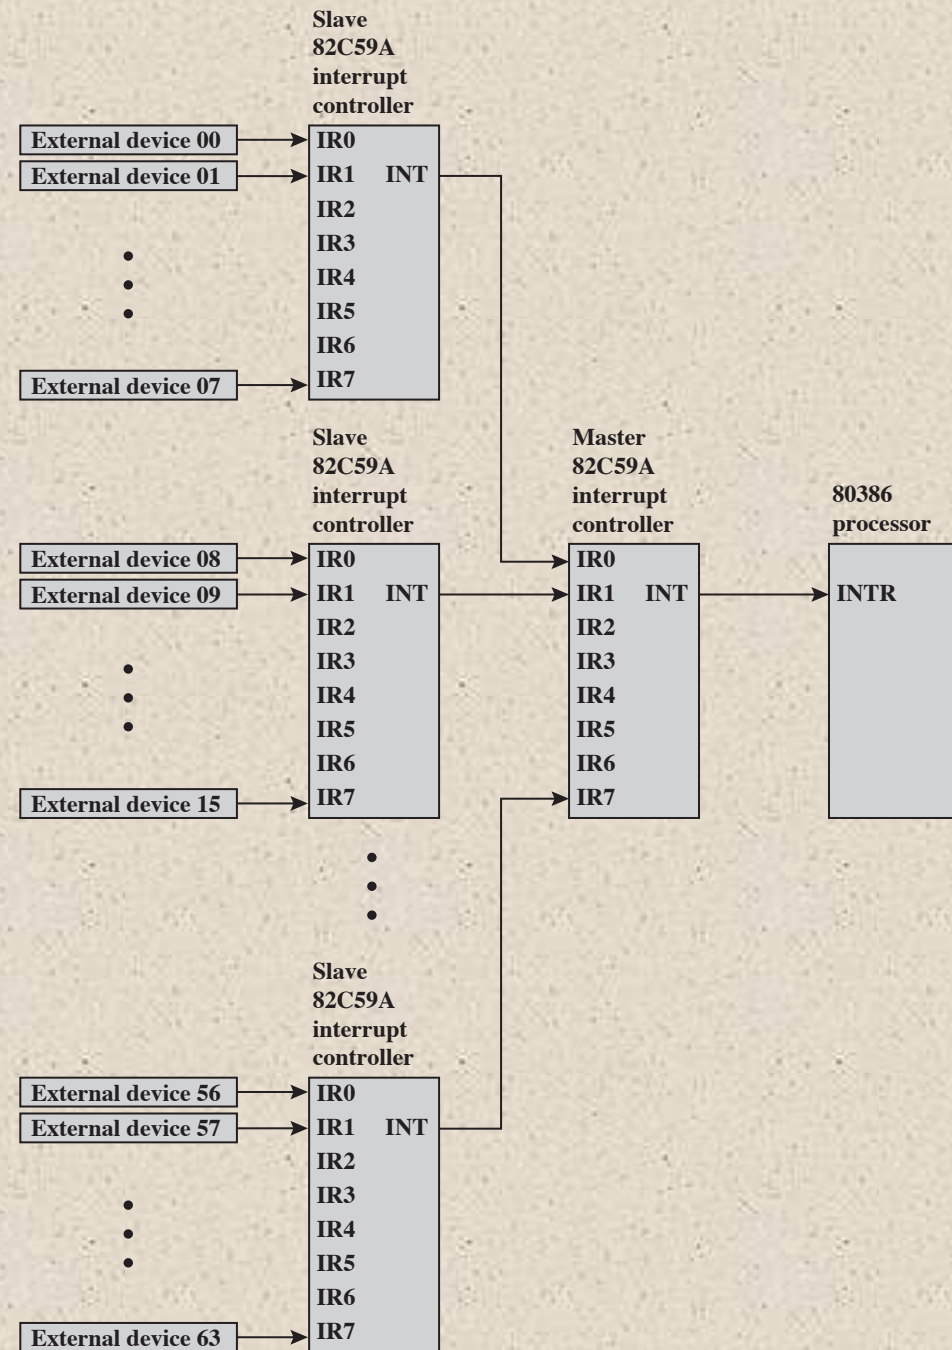 Slave
82C59A
interrupt
controller
External device 00
IR0
External device 01
IR1 INT
IR2
IR3
IR4
IR5
IR6
External device 07
IR7
Slave
82C59A
interrupt
controller
Master
82C59A
interrupt
controller
80386
processor
External device 08
IR0
IR0
External device 09
IR1 INT
IR1 INT
INTR
IR2
IR2
IR3
IR3
IR4
IR4
IR5
IR5
IR6
IR6
External device 15
IR7
IR7
Slave
82C59A
interrupt
controller
External device 56
IR0
External device 57
IR1 INT
IR2
IR3
IR4
IR5
IR6
External device 63
IR7